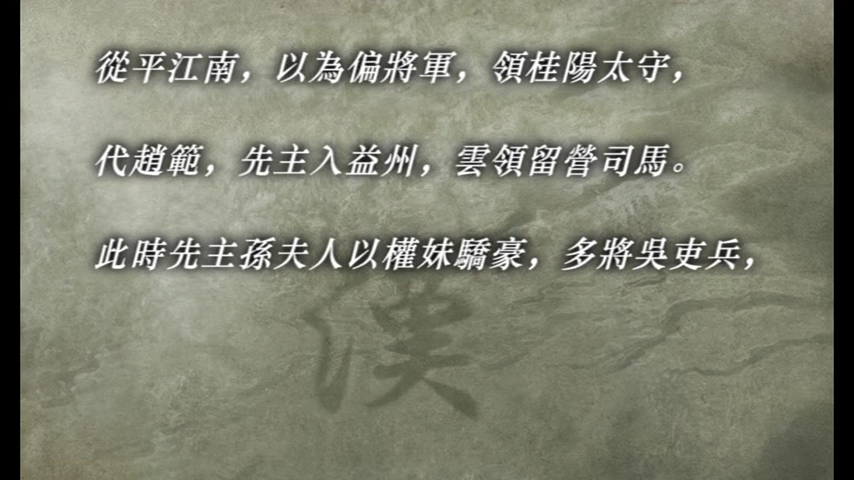 從平江南，以為偏將軍，領桂陽太守，
代趙範，先主入益州，雲領留營司馬。
此時先主孫夫人以權妹驕豪，多將吳吏兵，
漢